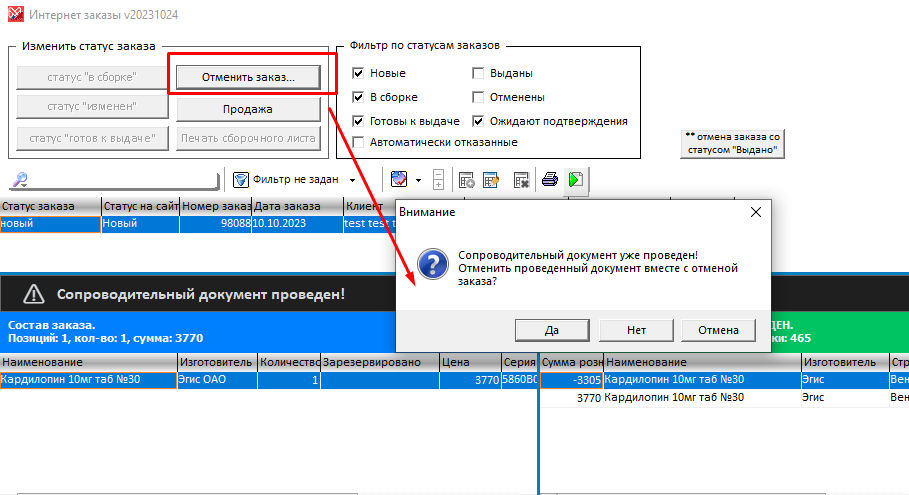 Интернет заказы v20231024
Изменить статус заказа
статус "в сборке"
Отменить заказ...
статус "изменен"
Продажа
статус "готов к выдаче"
Печать сборочного листа
Фильтр по статусам заказов
Новые
Выданы
В сборке
Отменены
Готовы к выдаче
Ожидают подтверждения
Автоматически отказанные
** отмена заказа со
статусом "Выдано"
Фильтр не задан
Статус заказа Статус на сайт Номер заказ Дата заказа Клиент
новый Новый 98088 10.10.2023 test test t
Внимание
Сопроводительный документ уже проведен!
Отменить проведенный документ вместе с отменой
заказа?
Да Нет Отмена
Сопроводительный документ проведен!
Состав заказа.
Позиций: 1, кол-во: 1, сумма: 3770
ДЕН.
ки: 465
Наименование Изготовитель Количество Зарезервировано Цена Серия
Кардилопин 10мг таб №30 Эгис ОАО 1 3770 5860B0
Сумма розн Наименование Изготовитель Стр
-3305 Кардилопин 10мг таб №30 Эгис Вен
3770 Кардилопин 10мг таб №30 Эгис Вен